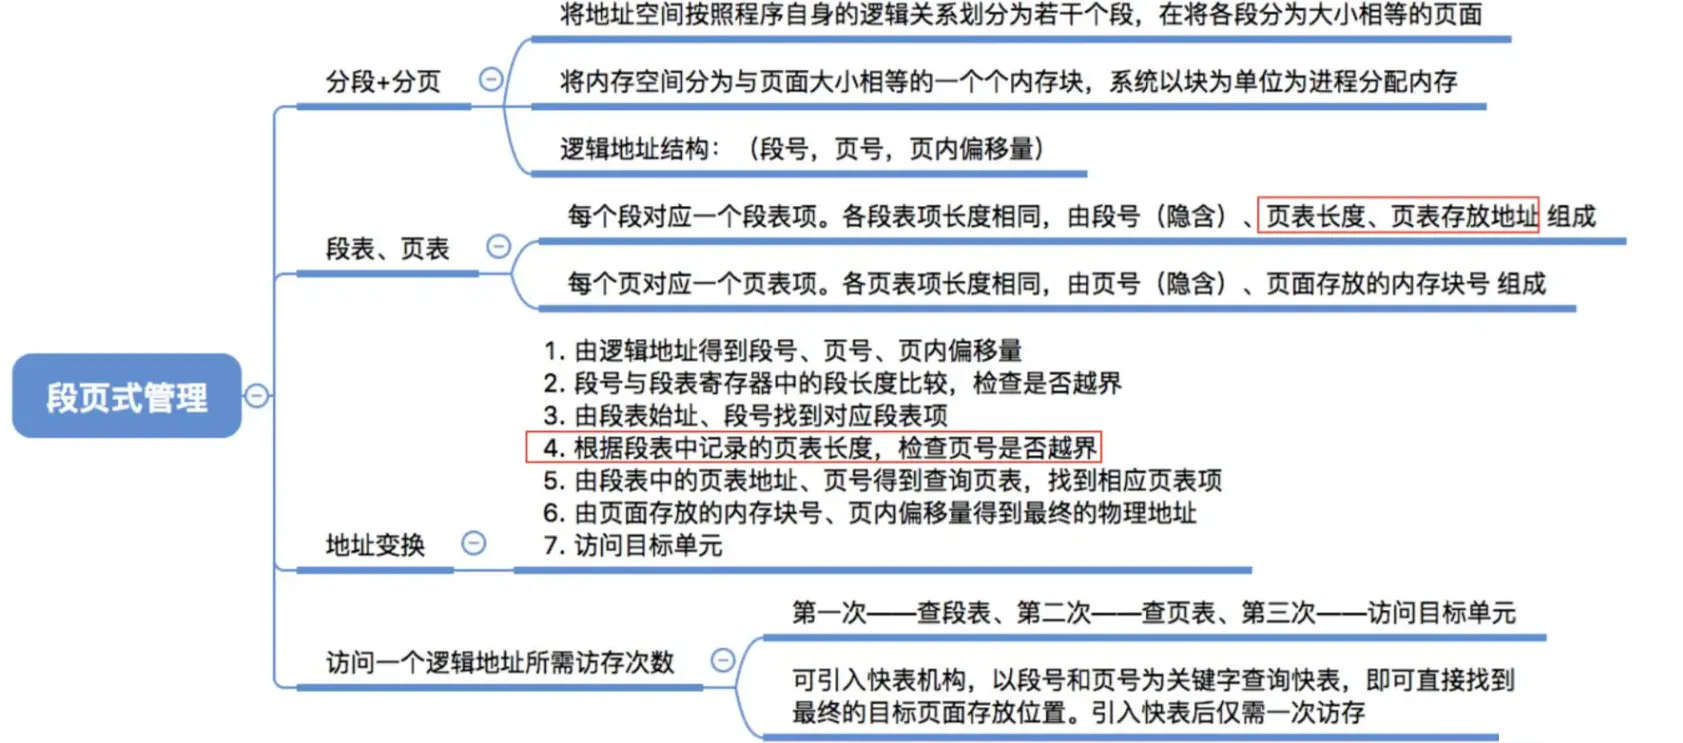 将地址空间按照程序自身的逻辑关系划分为若干个段，在将各段分为大小相等的页面
分段+分页
将内存空间分为与页面大小相等的一个个内存块，系统以块为单位为进程分配内存
逻辑地址结构：（段号，页号，页内偏移量）
每个段对应一个段表项。各段表项长度相同，由段号（隐含）、页表长度、页表存放地址 组成
段表、页表
每个页对应一个页表项。各页表项长度相同，由页号（隐含）、页面存放的内存块号 组成
段页式管理
1. 由逻辑地址得到段号、页号、页内偏移量
2. 段号与段表寄存器中的段长度比较，检查是否越界
3. 由段表始址、段号找到对应段表项
4. 根据段表中记录的页表长度，检查页号是否越界
5. 由段表中的页表地址、页号得到查询页表，找到相应页表项
6. 由页面存放的内存块号、页内偏移量得到最终的物理地址
7. 访问目标单元
地址变换
第一次——查段表、第二次——查页表、第三次——访问目标单元
访问一个逻辑地址所需访存次数
可引入快表机构，以段号和页号为关键字查询快表，即可直接找到
最终的目标页面存放位置。引入快表后仅需一次访存